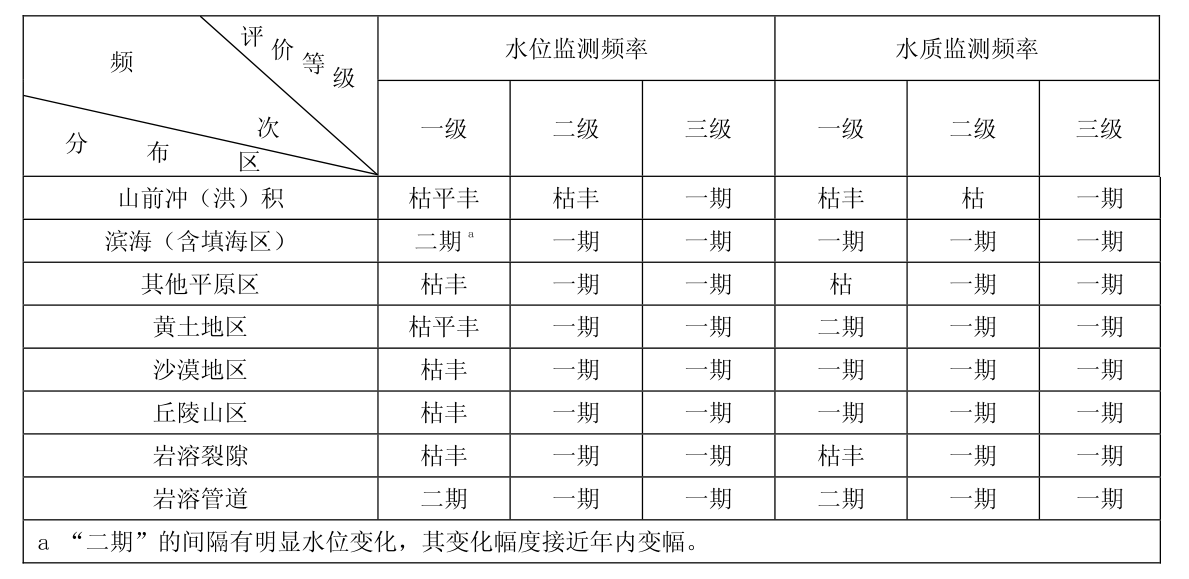 频 次 评价等级 水位监测频率 水质监测频率
分布区 一级 二级 三级 一级 二级 三级
山前冲（洪）积 枯平丰 枯丰 一期 枯丰 枯 一期
滨海（含填海区） 二期a 一期 一期 一期 一期 一期
其他平原区 枯丰 一期 一期 枯 一期 一期
黄土地区 枯平丰 一期 一期 二期 一期 一期
沙漠地区 枯丰 一期 一期 一期 一期 一期
丘陵山区 枯丰 一期 一期 一期 一期 一期
岩溶裂隙 枯丰 一期 一期 枯丰 一期 一期
岩溶管道 二期 一期 一期 二期 一期 一期
a “二期”的间隔有明显水位变化，其变化幅度接近年内变幅。